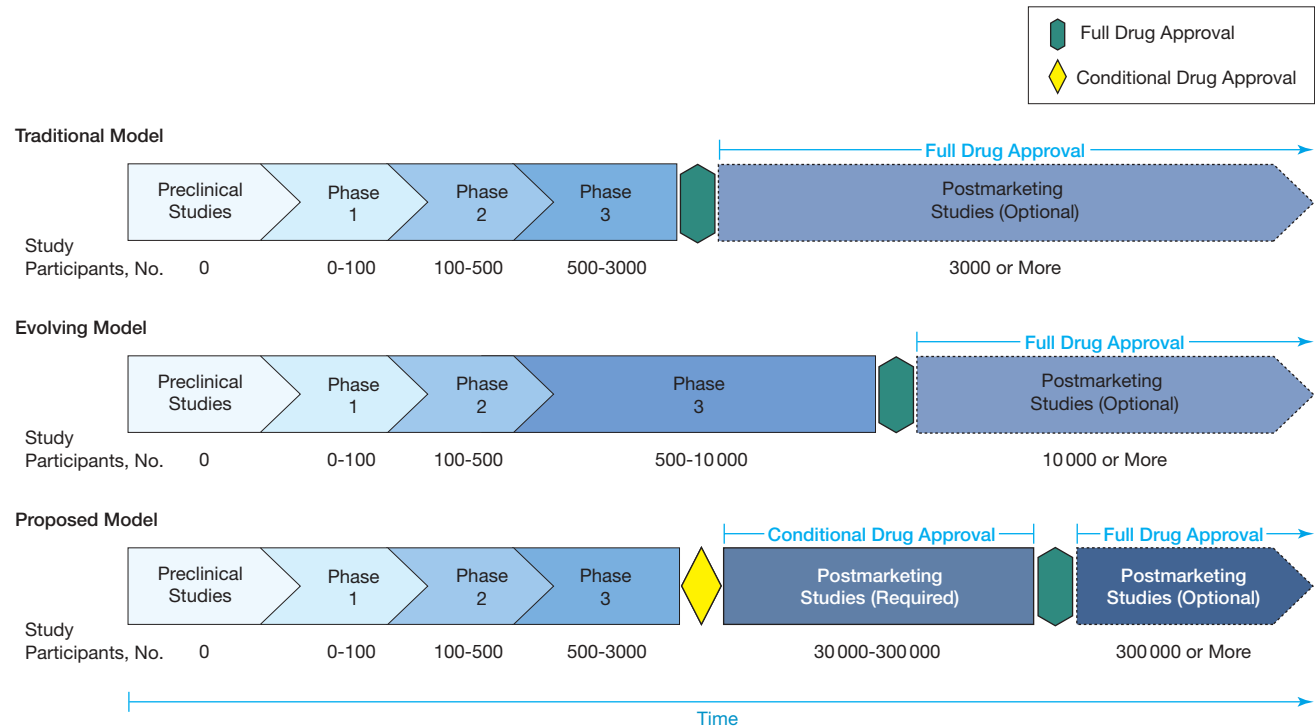 Full Drug Approval
Conditional Drug Approval
Traditional Model
Full Drug Approval
Preclinical
Studies
Phase
1
Phase
2
Phase
3
Postmarketing
Studies (Optional)
Study
Participants, No. 0 0-100 100-500 500-3000 3000 or More
Evolving Model
Full Drug Approval
Preclinical
Studies
Phase
1
Phase
2
Phase
3
Postmarketing
Studies (Optional)
Study
Participants, No. 0 0-100 100-500 500-10 000 10 000 or More
Proposed Model
Conditional Drug Approval Full Drug Approval
Preclinical
Studies
Phase
1
Phase
2
Phase
3
Postmarketing
Studies (Required)
Postmarketing
Studies (Optional)
Study
Participants, No. 0 0-100 100-500 500-3000 30 000-300 000 300 000 or More
Time